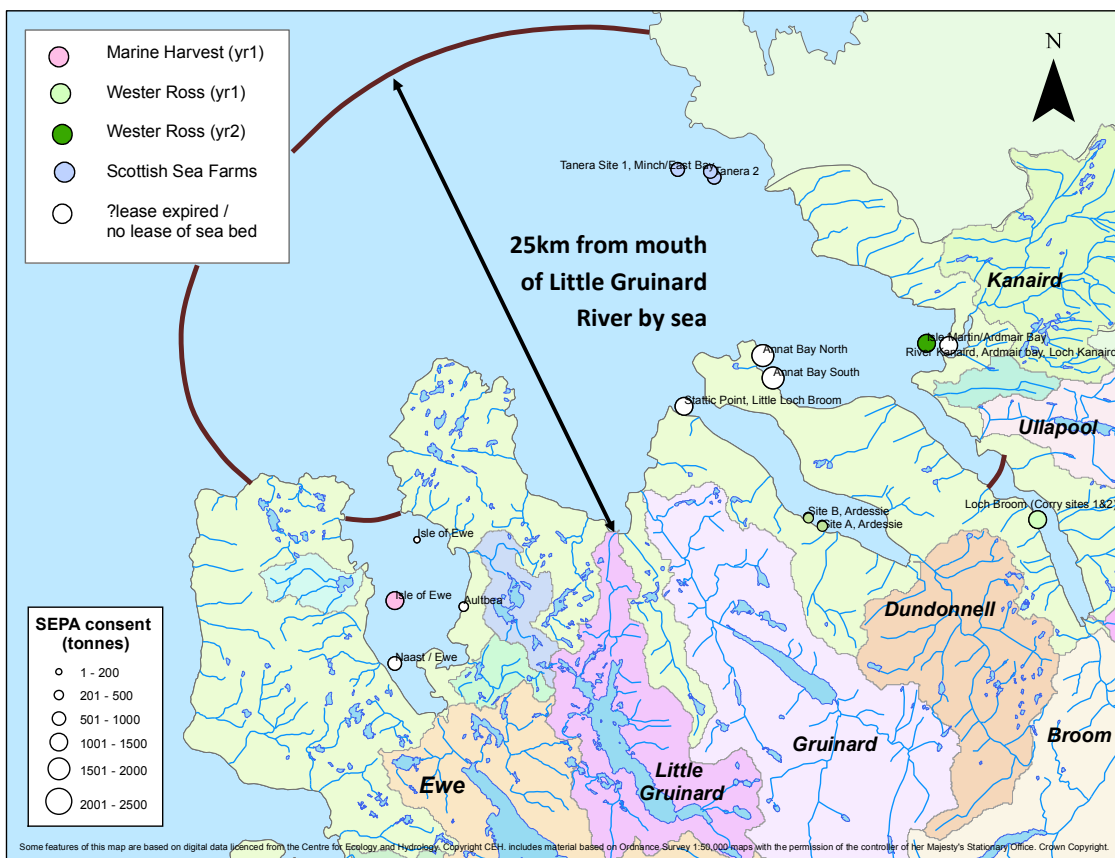 Marine Harvest (yr1)
Wester Ross (yr1)
Wester Ross (yr2)
Scottish Sea Farms
?lease expired /
no lease of sea bed
N
Tanera Site 1, Minch/East Bay
Tanera 2
25km from mouth
of Little Gruinard
River by sea
Kanaird
Isle Martin/Ardmair Bay
River Kanaird, Ardmair bay, Loch Kanaird
Annat Bay North
Annat Bay South
Stattic Point, Little Loch Broom
Ullapool
Loch Broom (Corry sites 1&2)
Site B, Ardessie
Site A, Ardessie
Isle of Ewe
Isle of Ewe
Aultbea
Naast / Ewe
Dundonnell
Broom
Gruinard
Little
Gruinard
Ewe
SEPA consent
(tonnes)
1 - 200
201 - 500
501 - 1000
1001 - 1500
1501 - 2000
2001 - 2500
Some features of this map are based on digital data licenced from the Centre for Ecology and Hydrology, Copyright CEH. includes material based on Ordnance Survey 1:50,000 maps with the permission of the controller of her Majesty's Stationary Office. Crown Copyright.